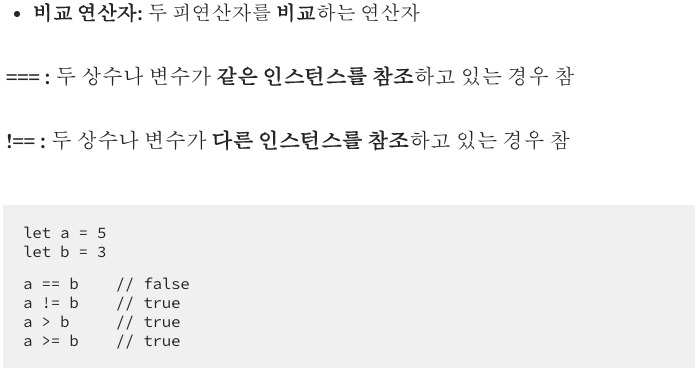 • 비교 연산자: 두 피연산자를 비교하는 연산자
=== : 두 상수나 변수가 같은 인스턴스를 참조하고 있는 경우 참
!== : 두 상수나 변수가 다른 인스턴스를 참조하고 있는 경우 참
let a = 5
let b = 3
a == b    // false
a != b    // true
a > b     // true
a >= b    // true